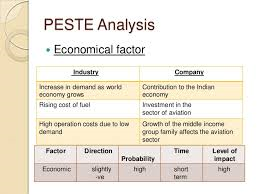 PESTE Analysis
Economical factor
Industry Company
Increase in demand as world Contribution to the Indian
economy grows economy
Rising cost of fuel Investment in the
sector of aviation
High operation costs due to low Growth of the middle income
demand group family affects the aviation
sector
Factor Direction Probability Time Level of
impact
Economic slightly high short high
-ve term